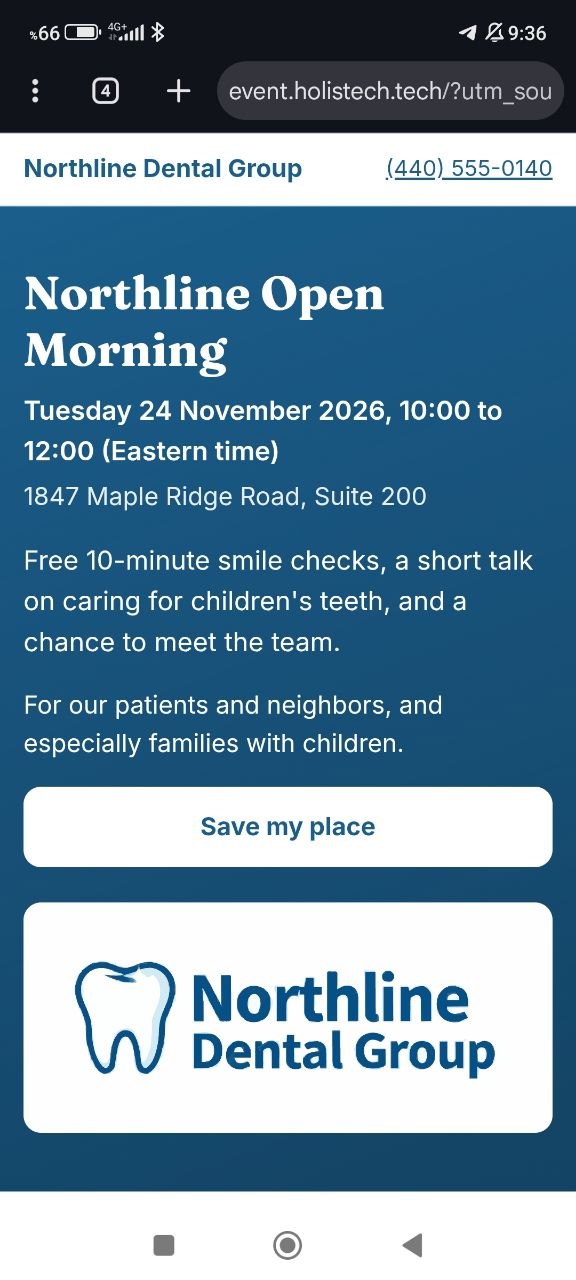 %66 4G+ 9:36
4 event.holistech.tech/?utm_sou
Northline Dental Group (440) 555-0140
Northline Open
Morning
Tuesday 24 November 2026, 10:00 to
12:00 (Eastern time)
1847 Maple Ridge Road, Suite 200
Free 10-minute smile checks, a short talk
on caring for children's teeth, and a
chance to meet the team.
For our patients and neighbors, and
especially families with children.
Save my place
Northline
Dental Group